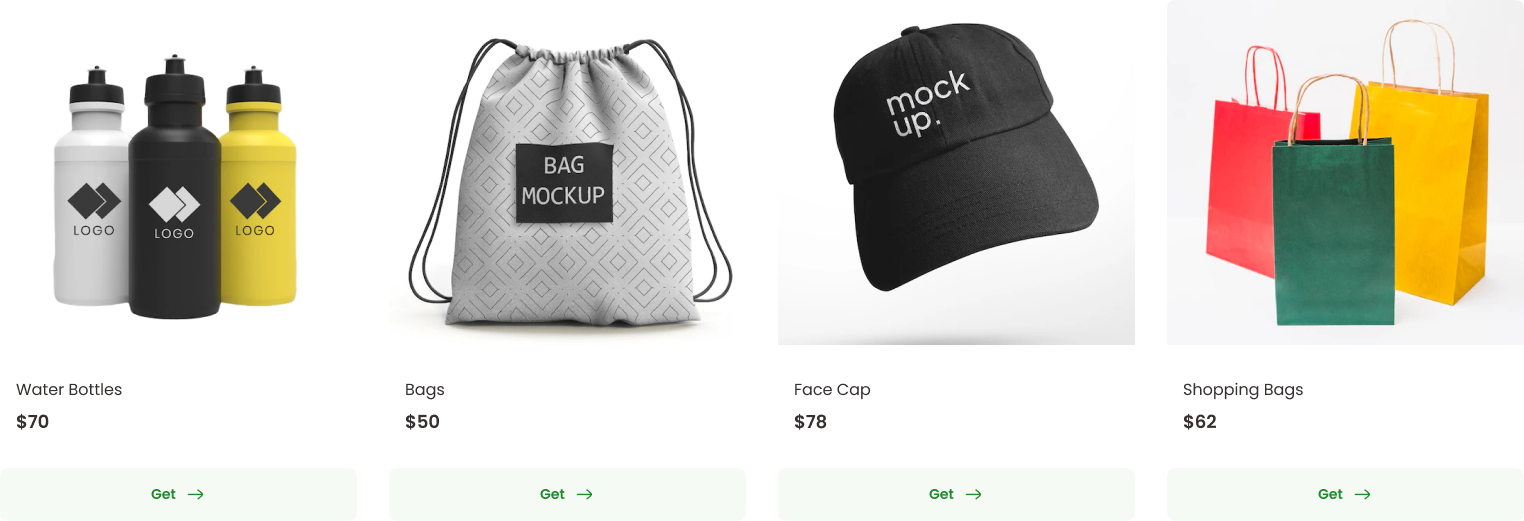 LOGO
LOGO
LOGO
BAG
MOCKUP
mock
up.
Water Bottles
$70
Get →
Bags
$50
Get →
Face Cap
$78
Get →
Shopping Bags
$62
Get →